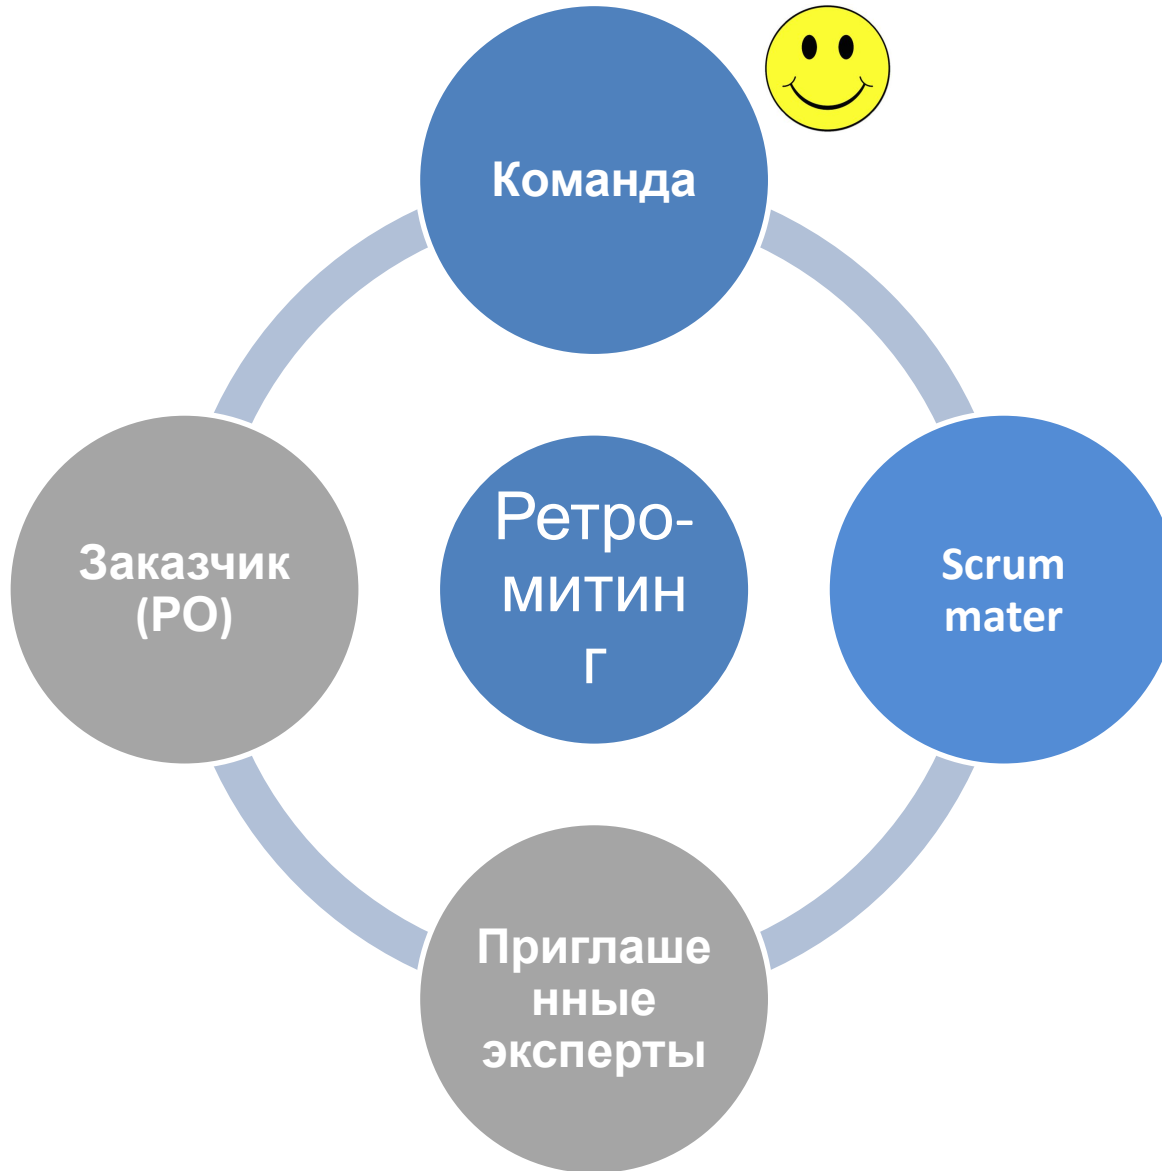 Команда
Заказчик
(PO)
Ретро-
митин
г
Scrum
mater
Приглаше
нные
эксперты